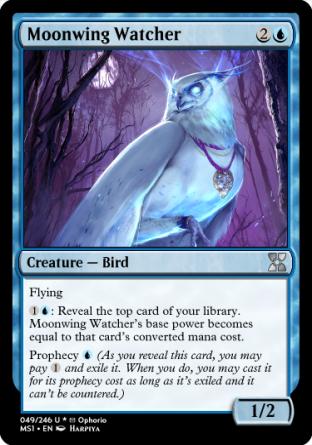 Moonwing Watcher 2
Creature — Bird
Flying
1: Reveal the top card of your library.
Moonwing Watcher's base power becomes
equal to that card's converted mana cost.
Prophecy (As you reveal this card, you may
pay 1 and exile it. When you do, you may cast it
for its prophecy cost as long as it's exiled and it
can't be countered.)
1/2
049/246 U * Ophorio
MS1 • EN Harpiya